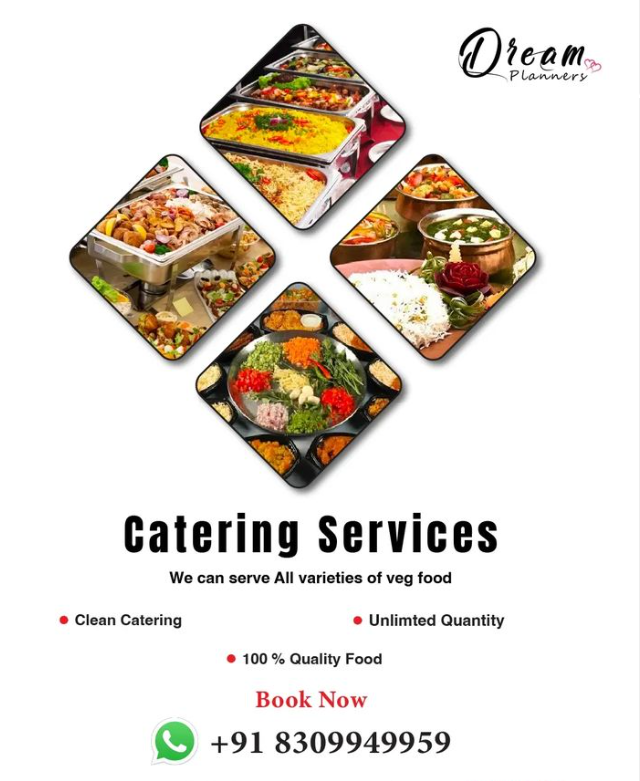 Dream
Planners
Catering Services
We can serve All varieties of veg food
Clean Catering
Unlimted Quantity
100 % Quality Food
Book Now
+91 8309949959